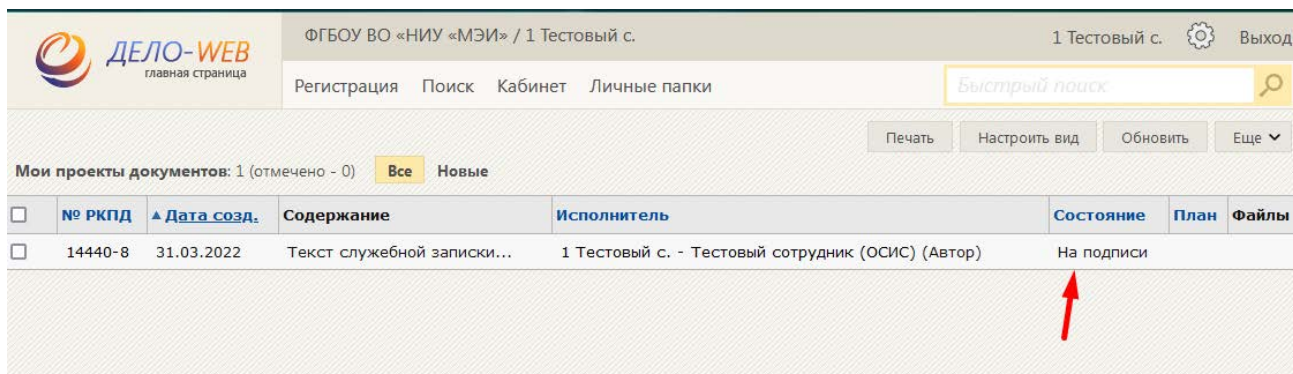 ДЕЛО-WEB
главная страница
ФГБОУ ВО «НИУ «МЭИ» / 1 Тестовый с.
1 Тестовый с.
Выход
Регистрация Поиск Кабинет Личные папки
Быстрый поиск
Печать Настроить вид Обновить Еще
Мои проекты документов: 1 (отмечено - 0) Все Новые
№ РКПД Дата созд. Содержание Исполнитель Состояние План Файлы
14440-8 31.03.2022 Текст служебной записки... 1 Тестовый с. - Тестовый сотрудник (ОСИС) (Автор) На подписи